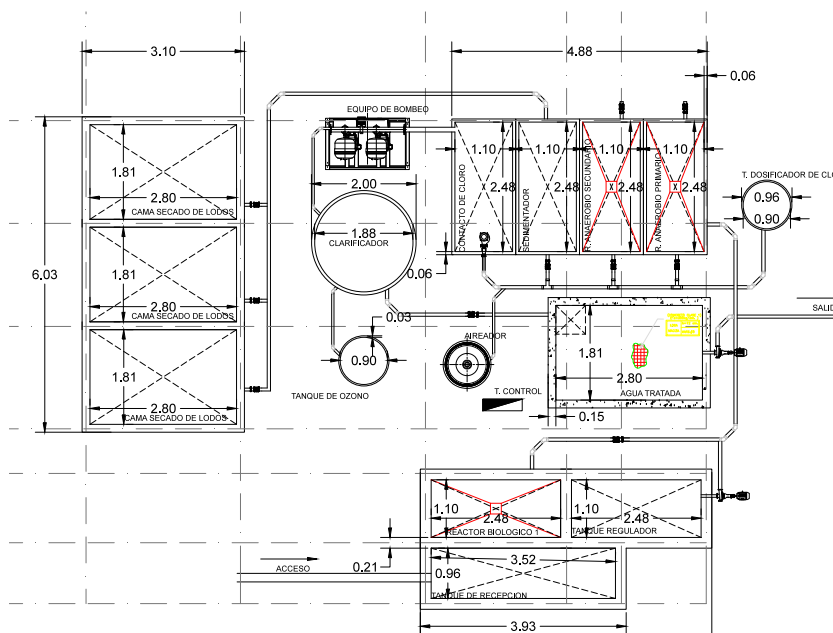 3.10
4.88
0.06
EQUIPO DE BOMBEO
1.10
1.10
1.10
1.10
2.48
2.48
2.48
2.48
CONTACTO DE CLORO
SEDIMENTADOR
R. ANAEROBIO SECUNDARIO
R. ANAEROBIO PRIMARIO
T. DOSIFICADOR DE CLO
0.96
0.90
1.81
2.80
CAMA SECADO DE LODOS
2.00
1.88
CLARIFICADOR
0.06
6.03
1.81
2.80
CAMA SECADO DE LODOS
0.03
AIREADOR
SALID
1.81
2.80
CAMA SECADO DE LODOS
0.90
TANQUE DE OZONO
T. CONTROL
1.81
2.80
AGUA TRATADA
0.15
1.10
2.48
REACTOR BIOLOGICO 1
1.10
2.48
TANQUE REGULADOR
ACCESO
0.21
3.52
0.96
TANQUE DE RECEPCION
3.93